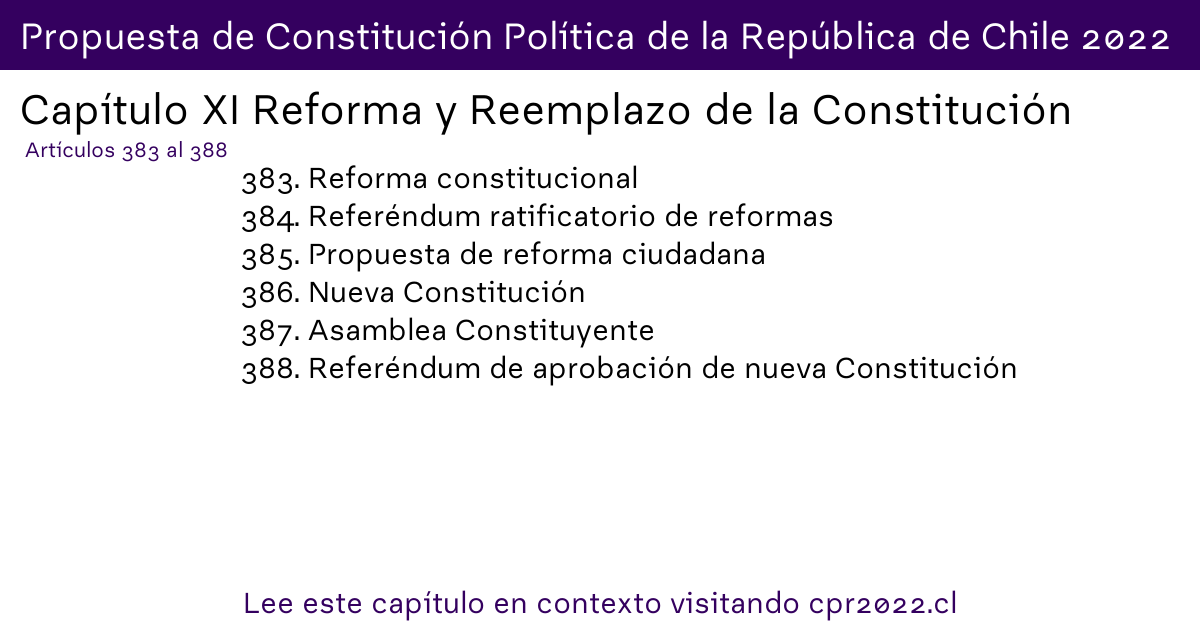 Propuesta de Constitución Política de la República de Chile 2022
Capítulo XI Reforma y Reemplazo de la Constitución
Artículos 383 al 388
383. Reforma constitucional
384. Referéndum ratificatorio de reformas
385. Propuesta de reforma ciudadana
386. Nueva Constitución
387. Asamblea Constituyente
388. Referéndum de aprobación de nueva Constitución
Lee este capítulo en contexto visitando cpr2022.cl